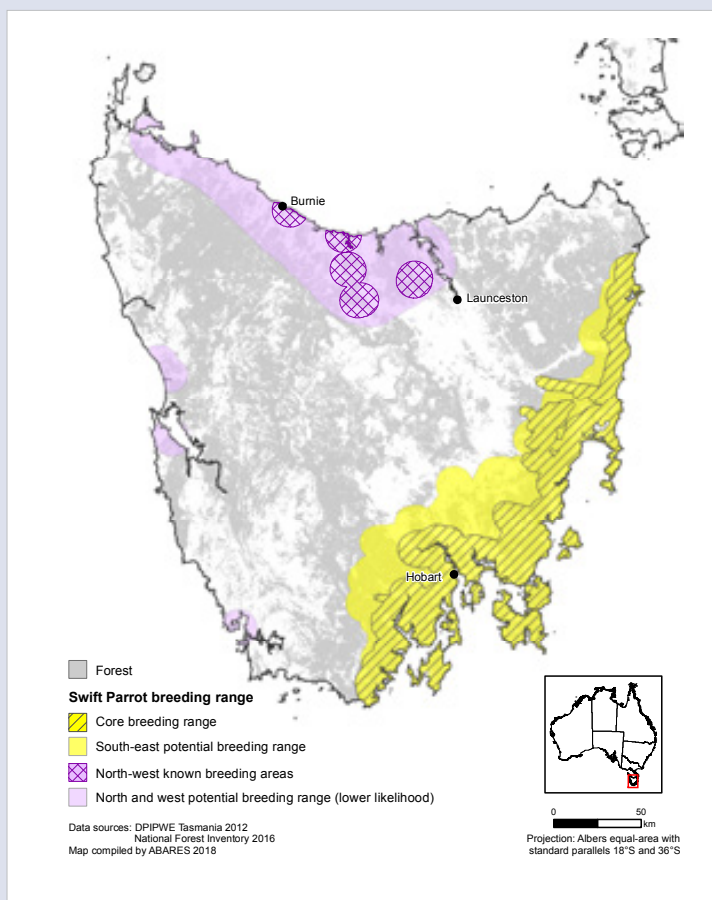 Burnie
Launceston
Hobart
Forest
Swift Parrot breeding range
Core breeding range
South-east potential breeding range
North-west known breeding areas
North and west potential breeding range (lower likelihood)
Data sources: DPIPWE Tasmania 2012
National Forest Inventory 2016
Map compiled by ABARES 2018
0 50
km
Projection: Albers equal-area with
standard parallels 18°S and 36°S